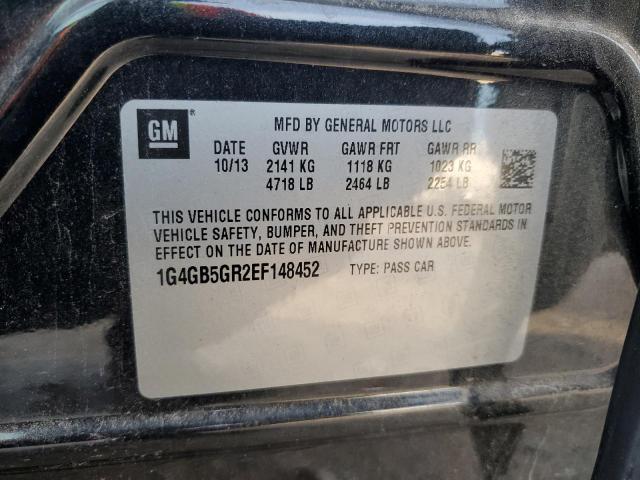 GM ® MFD BY GENERAL MOTORS LLC
DATE GVWR GAWR FRT GAWR RR
10/13 2141 KG 1118 KG 1023 KG
4718 LB 2464 LB 2254 LB
THIS VEHICLE CONFORMS TO ALL APPLICABLE U.S. FEDERAL MOTOR
VEHICLE SAFETY, BUMPER, AND THEFT PREVENTION STANDARDS IN
EFFECT ON THE DATE OF MANUFACTURE SHOWN ABOVE.
1G4GB5GR2EF148452 TYPE: PASS CAR